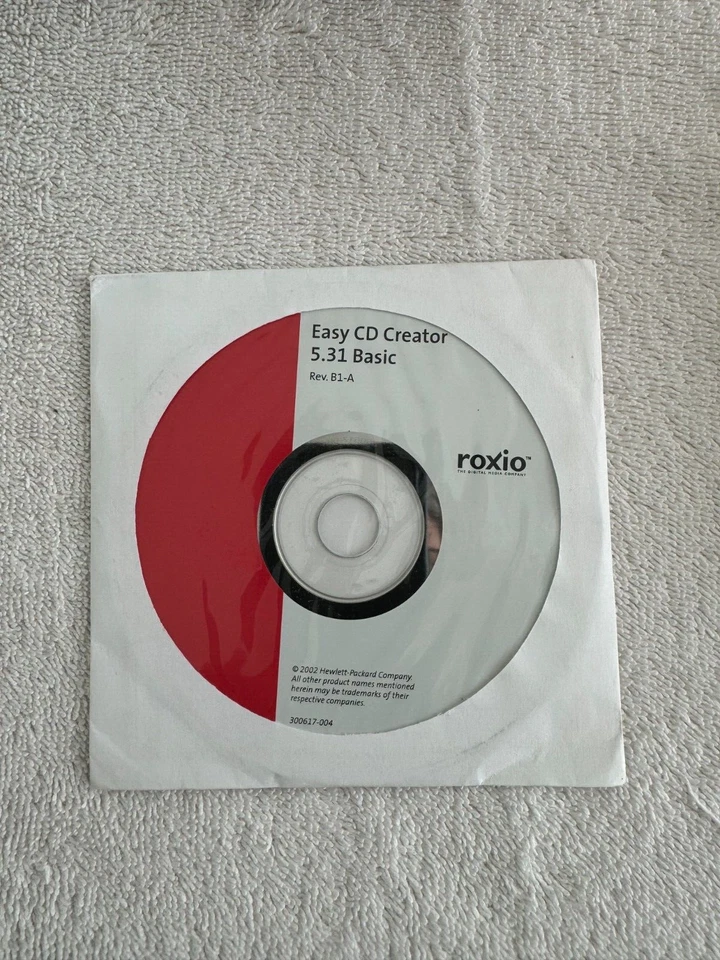 Easy CD Creator
5.31 Basic
Rev. B1-A
roxio™
THE DIGITAL MEDIA COMPANY
© 2002 Hewlett-Packard Company.
All other product names mentioned
herein may be trademarks of their
respective companies.
300617-004